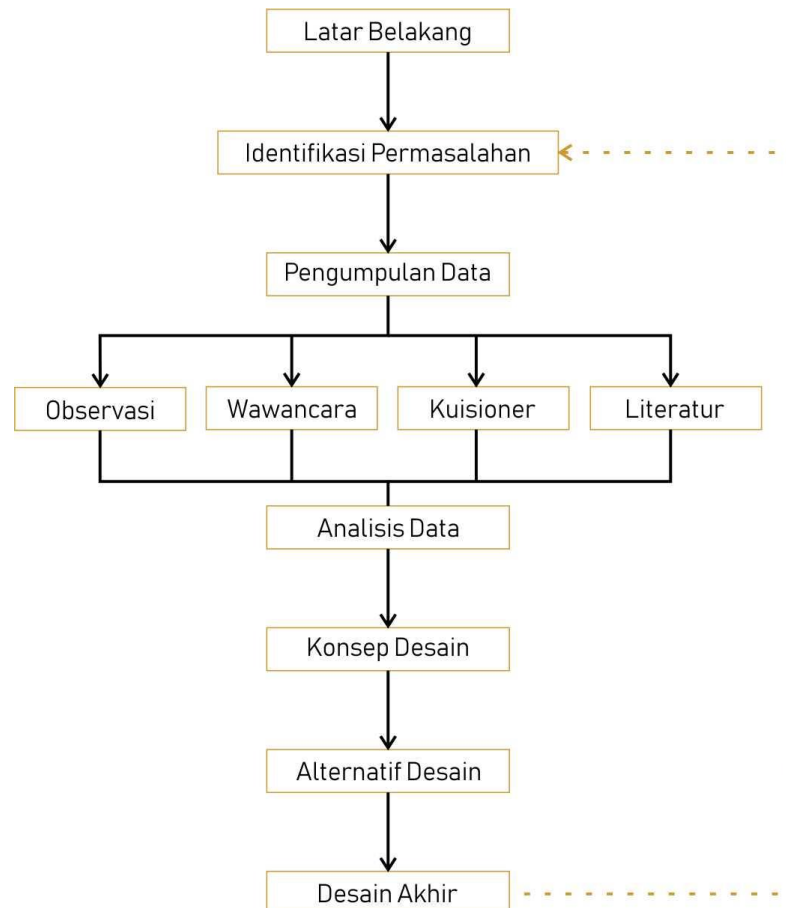 Latar Belakang
Identifikasi Permasalahan
Pengumpulan Data
Observasi
Wawancara
Kuisioner
Literatur
Analisis Data
Konsep Desain
Alternatif Desain
Desain Akhir